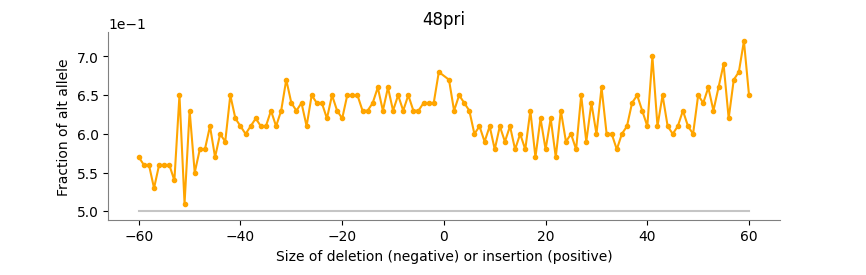 48pri
1e−1
7.0
6.5
6.0
5.5
5.0
Fraction of alt allele
−60 −40 −20 0 20 40 60
Size of deletion (negative) or insertion (positive)